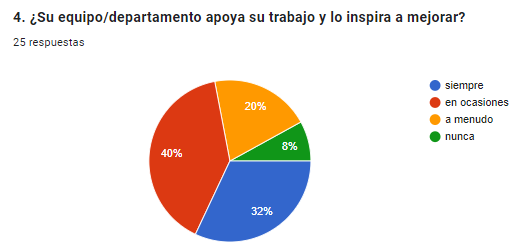 4. ¿Su equipo/departamento apoya su trabajo y lo inspira a mejorar?
25 respuestas
siempre
en ocasiones
a menudo
nunca
20%
8%
40%
32%